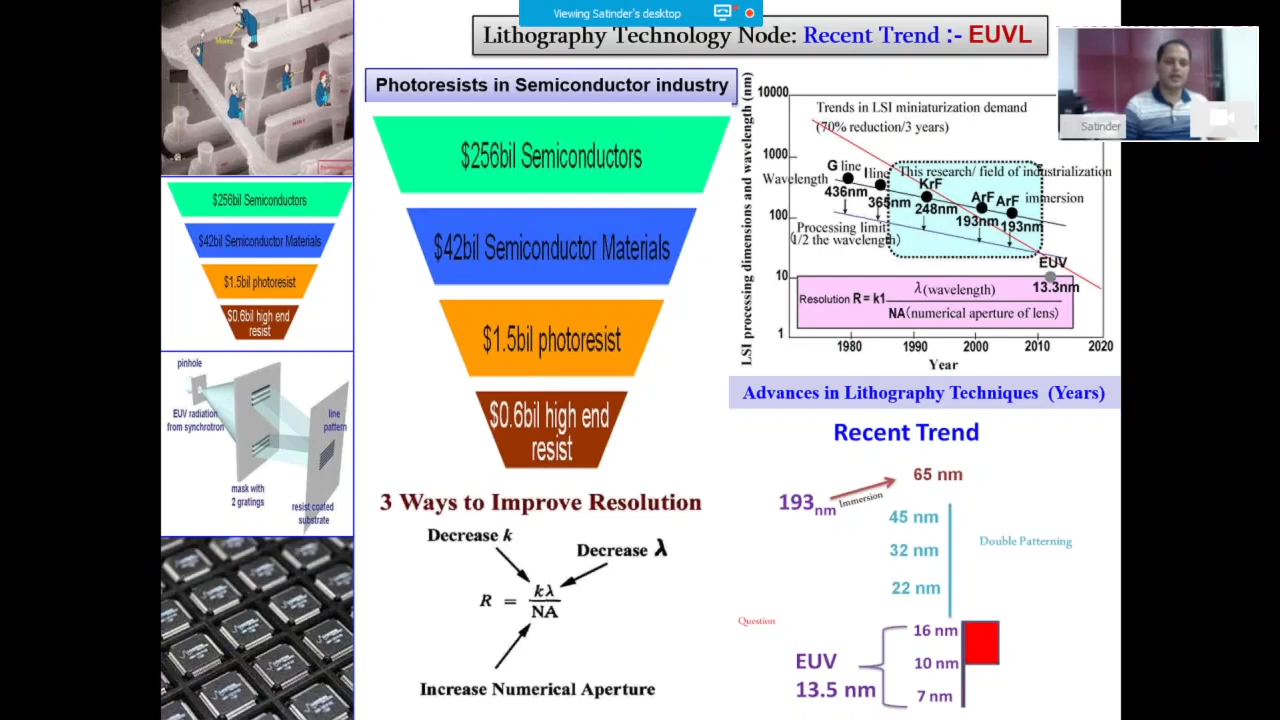 Viewing Satinder's desktop
Lithography Technology Node: Recent Trend :- EUVL
Satinder
$256bil Semiconductors
$42bil Semiconductor Materials
$1.5bil photoresist
$0.6bil high end
resist
pinhole
EUV radiation
from synchrotron
line
pattern
mask with
2 gratings
resist coated
substrate
Photoresists in Semiconductor industry
$256bil Semiconductors
$42bil Semiconductor Materials
$1.5bil photoresist
$0.6bil high end
resist
3 Ways to Improve Resolution
Decrease k
Decrease λ
R = kλ
NA
Increase Numerical Aperture
LSI processing dimensions and wavelength (nm)
10000
1000
100
10
1
Trends in LSI miniaturization demand
(70% reduction/3 years)
This research/ field of industrialization
Wavelength
G line
436nm
I line
365nm
KrF
248nm
ArF
193nm
ArF immersion
193nm
Processing limit
(1/2 the wavelength)
EUV
13.3nm
Resolution R = k1 λ(wavelength)
NA(numerical aperture of lens)
1980 1990 2000 2010 2020
Year
Advances in Lithography Techniques (Years)
Recent Trend
193nm
Immersion
65 nm
45 nm
32 nm
22 nm
Double Patterning
Question
EUV
13.5 nm
16 nm
10 nm
7 nm